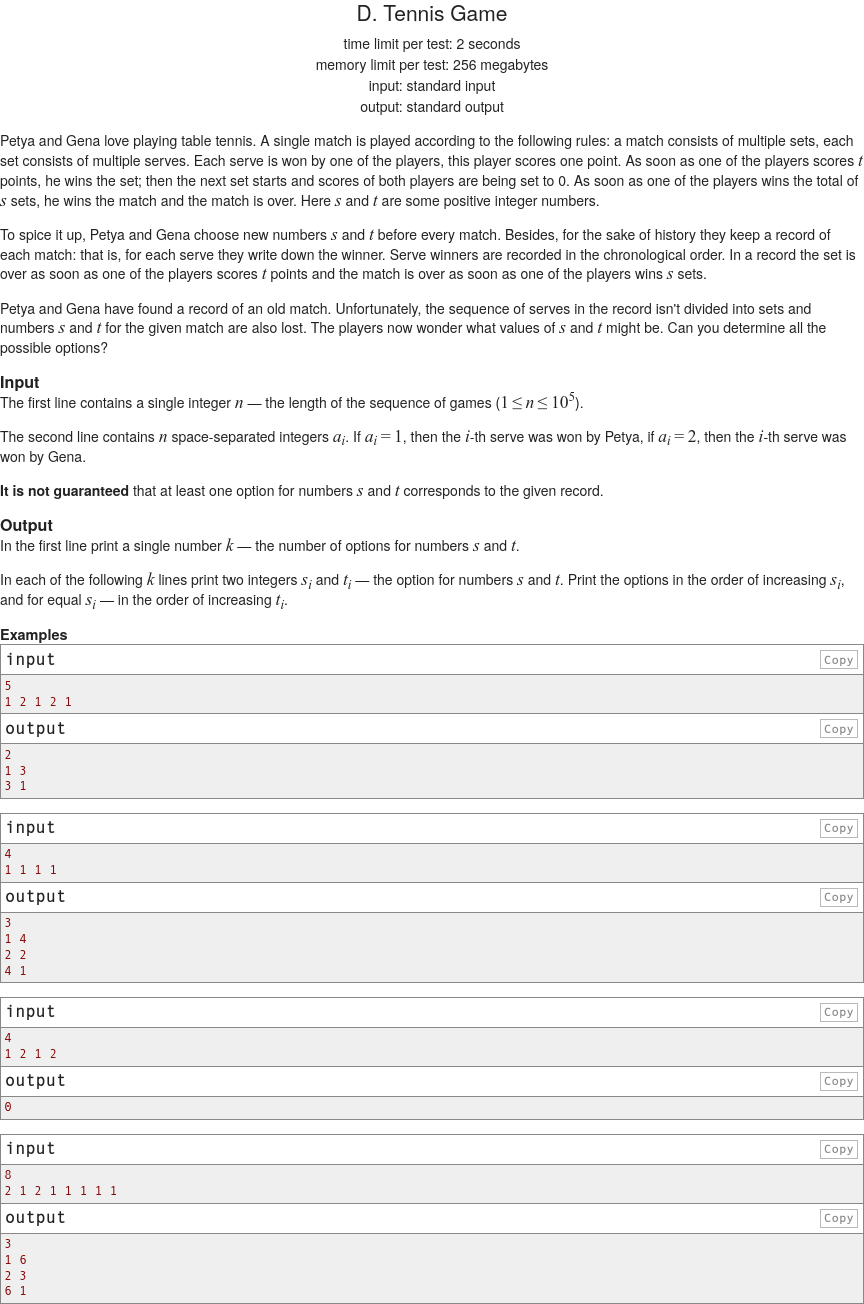 D. Tennis Game
time limit per test: 2 seconds
memory limit per test: 256 megabytes
input: standard input
output: standard output
Petya and Gena love playing table tennis. A single match is played according to the following rules: a match consists of multiple sets, each
set consists of multiple serves. Each serve is won by one of the players, this player scores one point. As soon as one of the players scores t
points, he wins the set; then the next set starts and scores of both players are being set to 0. As soon as one of the players wins the total of
s sets, he wins the match and the match is over. Here s and t are some positive integer numbers.
To spice it up, Petya and Gena choose new numbers s and t before every match. Besides, for the sake of history they keep a record of
each match: that is, for each serve they write down the winner. Serve winners are recorded in the chronological order. In a record the set is
over as soon as one of the players scores t points and the match is over as soon as one of the players wins s sets.
Petya and Gena have found a record of an old match. Unfortunately, the sequence of serves in the record isn't divided into sets and
numbers s and t for the given match are also lost. The players now wonder what values of s and t might be. Can you determine all the
possible options?
Input
The first line contains a single integer n — the length of the sequence of games (1 ≤ n ≤ 10⁵).
The second line contains n space-separated integers aᵢ. If aᵢ = 1, then the i-th serve was won by Petya, if aᵢ = 2, then the i-th serve was
won by Gena.
It is not guaranteed that at least one option for numbers s and t corresponds to the given record.
Output
In the first line print a single number k — the number of options for numbers s and t.
In each of the following k lines print two integers sᵢ and tᵢ — the option for numbers s and t. Print the options in the order of increasing sᵢ,
and for equal sᵢ — in the order of increasing tᵢ.
Examples
input Copy
5
1 2 1 2 1
output Copy
2
1 3
3 1
input Copy
4
1 1 1 1
output Copy
3
1 4
2 2
4 1
input Copy
4
1 2 1 2
output Copy
0
input Copy
8
2 1 2 1 1 1 1 1
output Copy
3
1 6
2 3
6 1